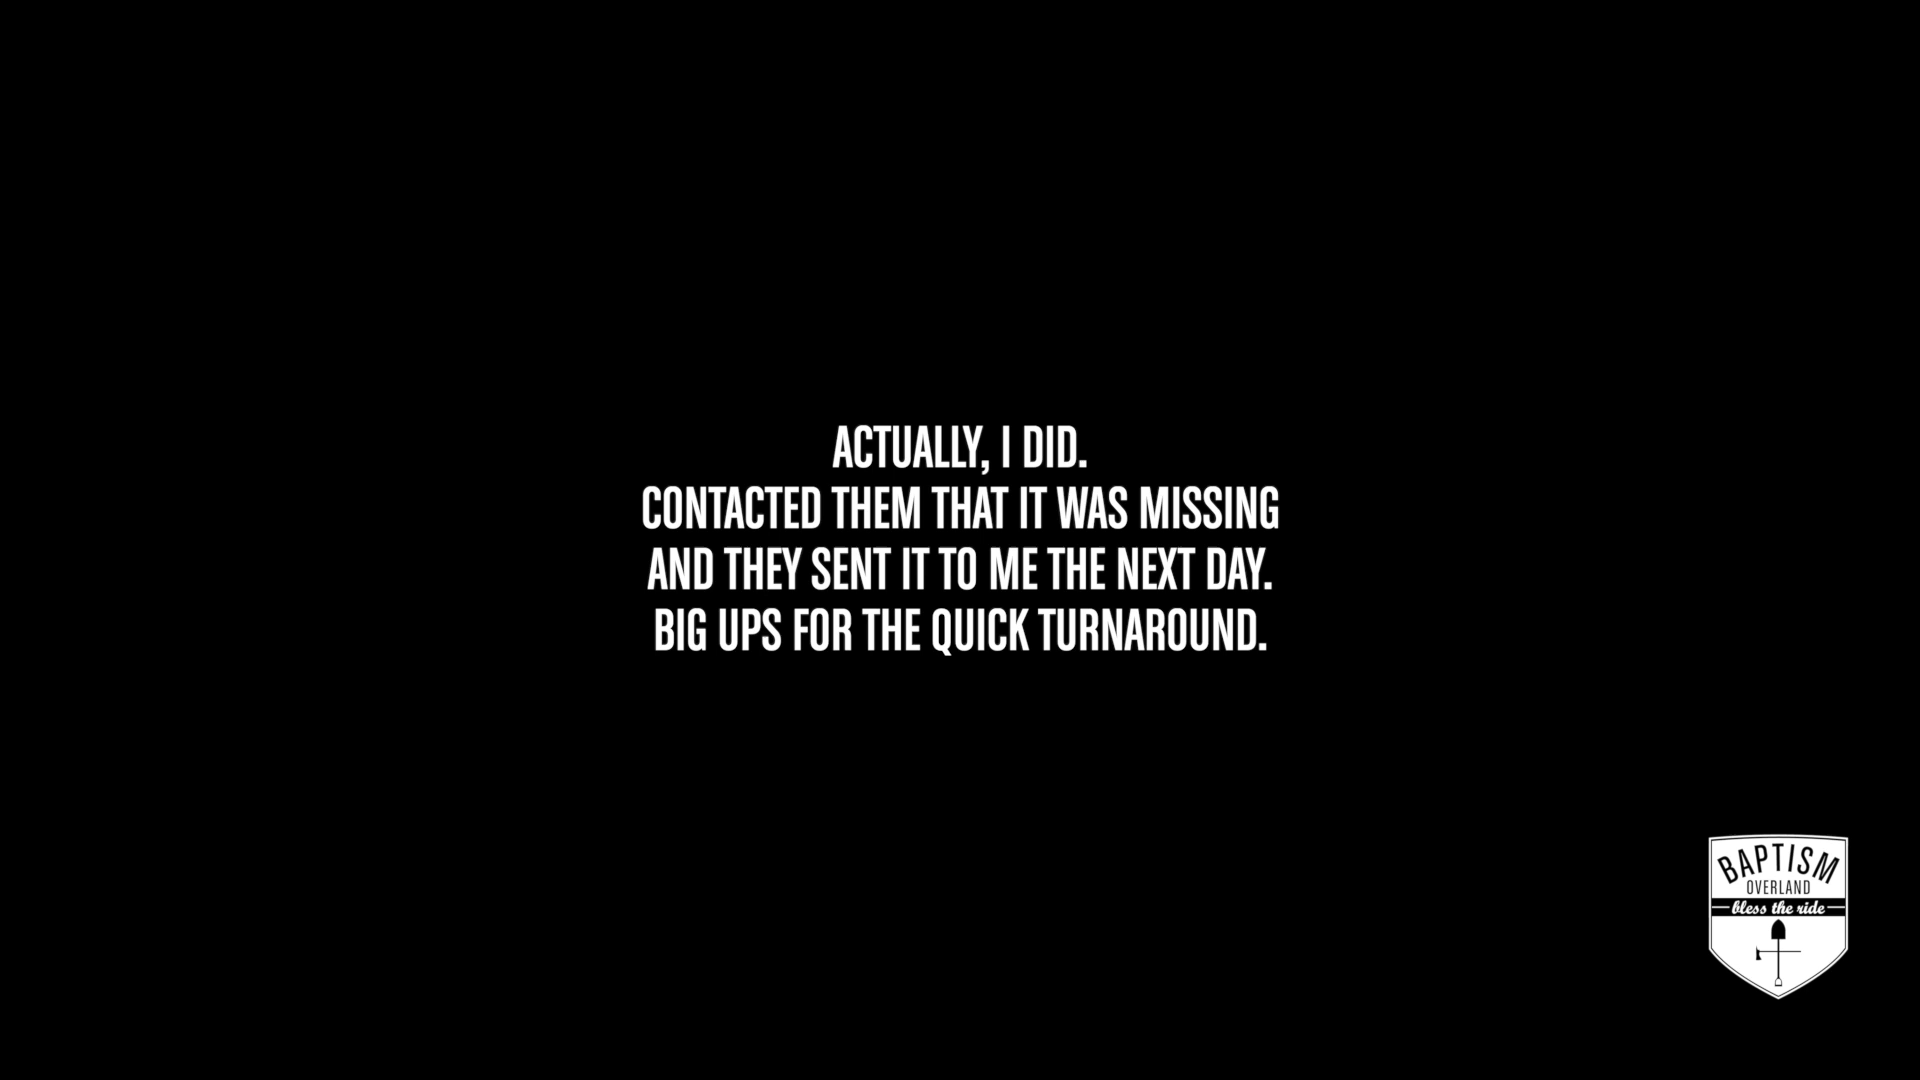 ACTUALLY, I DID.
CONTACTED THEM THAT IT WAS MISSING
AND THEY SENT IT TO ME THE NEXT DAY.
BIG UPS FOR THE QUICK TURNAROUND.
BAPTISM
OVERLAND
bless the ride